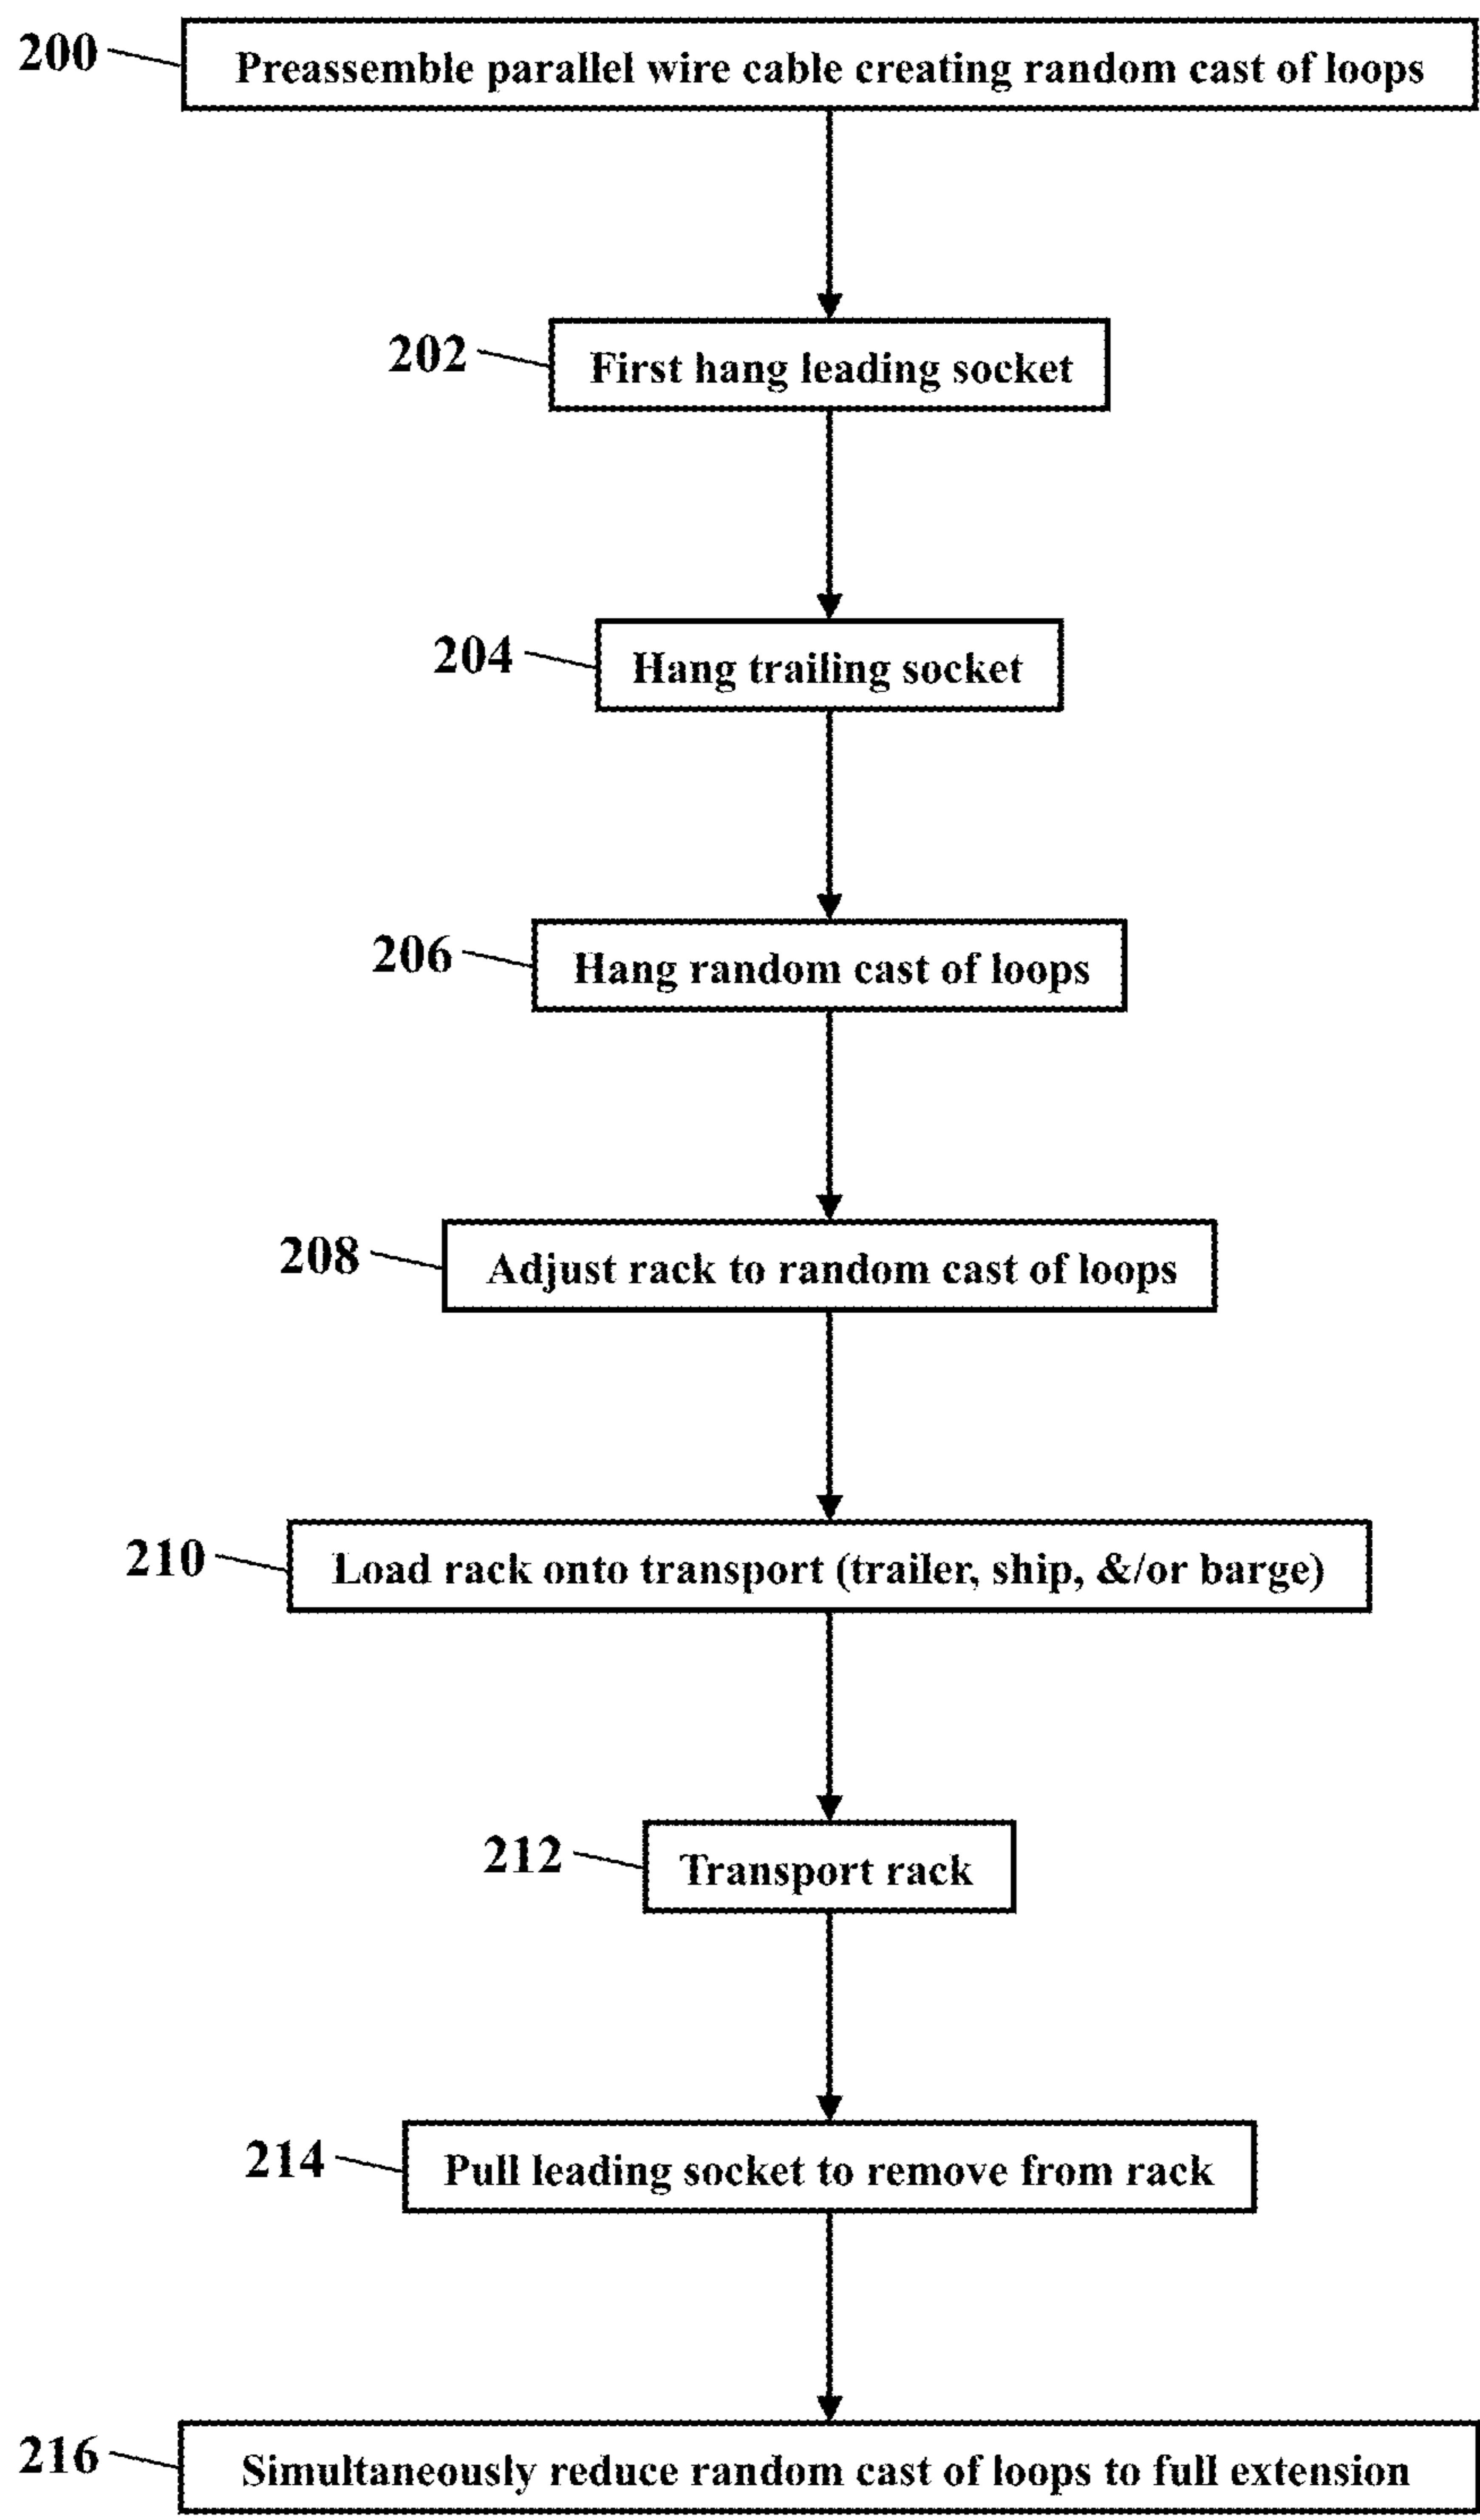 200
Preassemble parallel wire cable creating random cast of loops
202
First hang leading socket
204
Hang trailing socket
206
Hang random cast of loops
208
Adjust rack to random cast of loops
210
Load rack onto transport (trailer, ship, &/or barge)
212
Transport rack
214
Pull leading socket to remove from rack
216
Simultaneously reduce random cast of loops to full extension